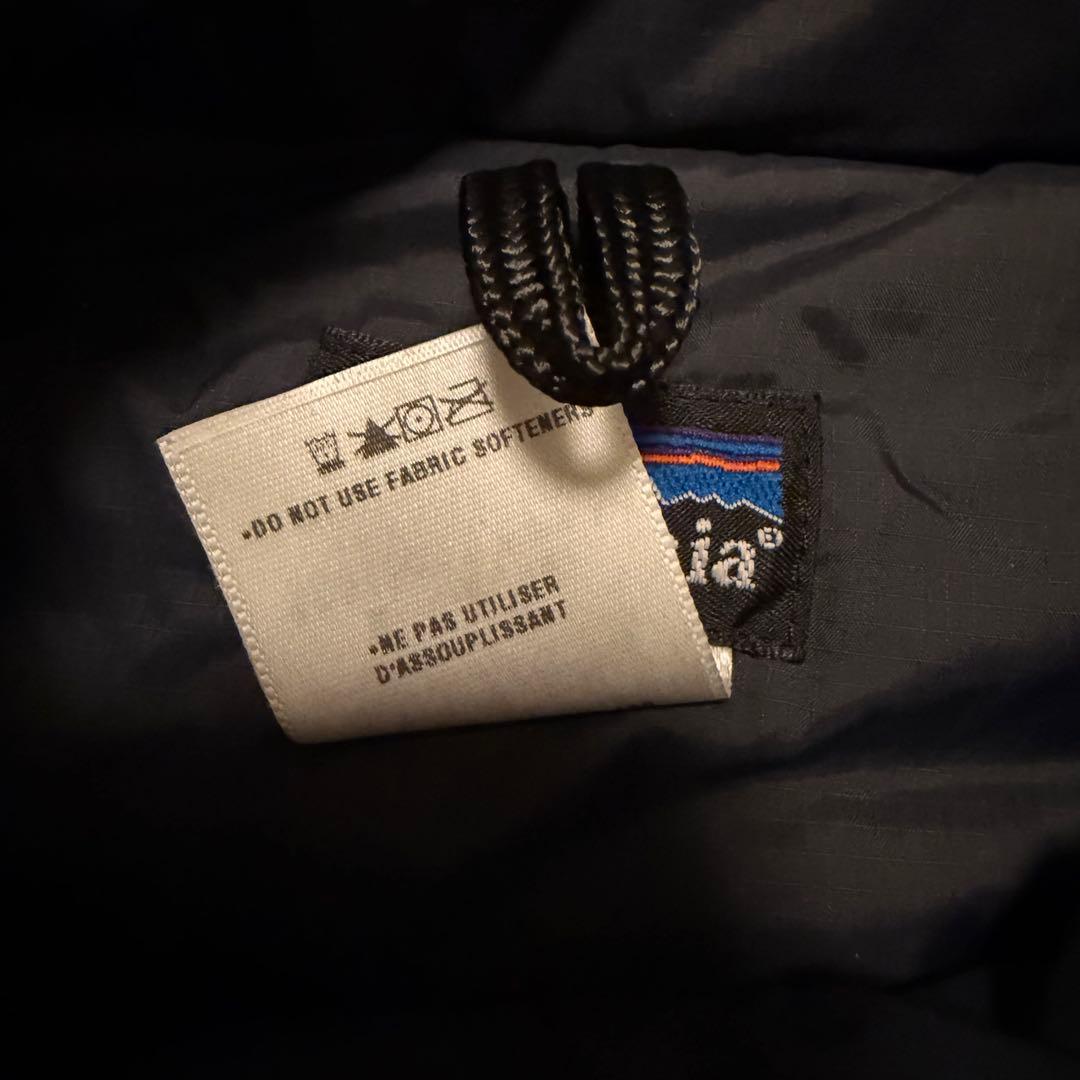 •DO NOT USE FABRIC SOFTENERS
•NE PAS UTILISER
D'ASSOUPLISSANT
ia®